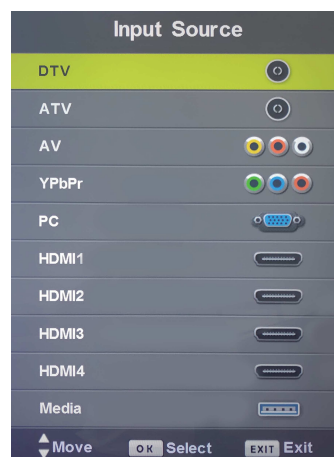 Input Source
DTV
ATV
AV
YPbPr
PC
HDMI1
HDMI2
HDMI3
HDMI4
Media
Move OK Select EXIT Exit